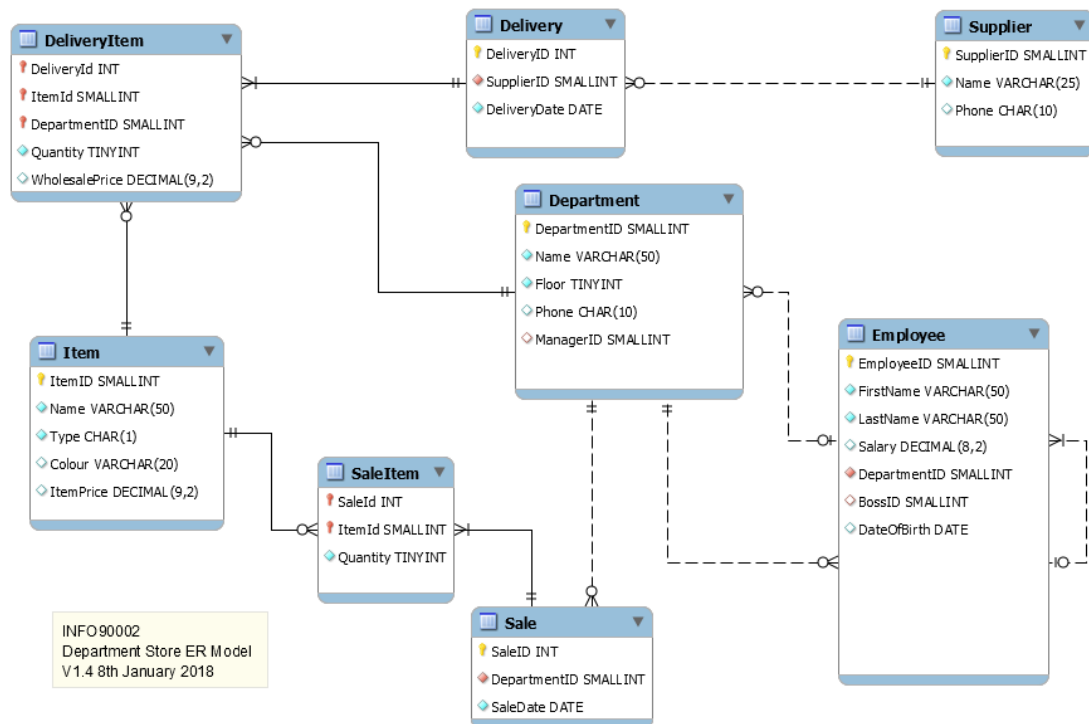 DeliveryItem
DeliveryId INT
ItemId SMALLINT
DepartmentID SMALLINT
Quantity TINYINT
WholesalePrice DECIMAL(9,2)
Delivery
DeliveryID INT
SupplierID SMALLINT
DeliveryDate DATE
Supplier
SupplierID SMALLINT
Name VARCHAR(25)
Phone CHAR(10)
Department
DepartmentID SMALLINT
Name VARCHAR(50)
Floor TINYINT
Phone CHAR(10)
ManagerID SMALLINT
Employee
EmployeeID SMALLINT
FirstName VARCHAR(50)
LastName VARCHAR(50)
Salary DECIMAL(8,2)
DepartmentID SMALLINT
BossID SMALLINT
DateOfBirth DATE
Item
ItemID SMALLINT
Name VARCHAR(50)
Type CHAR(1)
Colour VARCHAR(20)
ItemPrice DECIMAL(9,2)
SaleItem
SaleId INT
ItemId SMALLINT
Quantity TINYINT
Sale
SaleID INT
DepartmentID SMALLINT
SaleDate DATE
INFO90002
Department Store ER Model
V1.4 8th January 2018